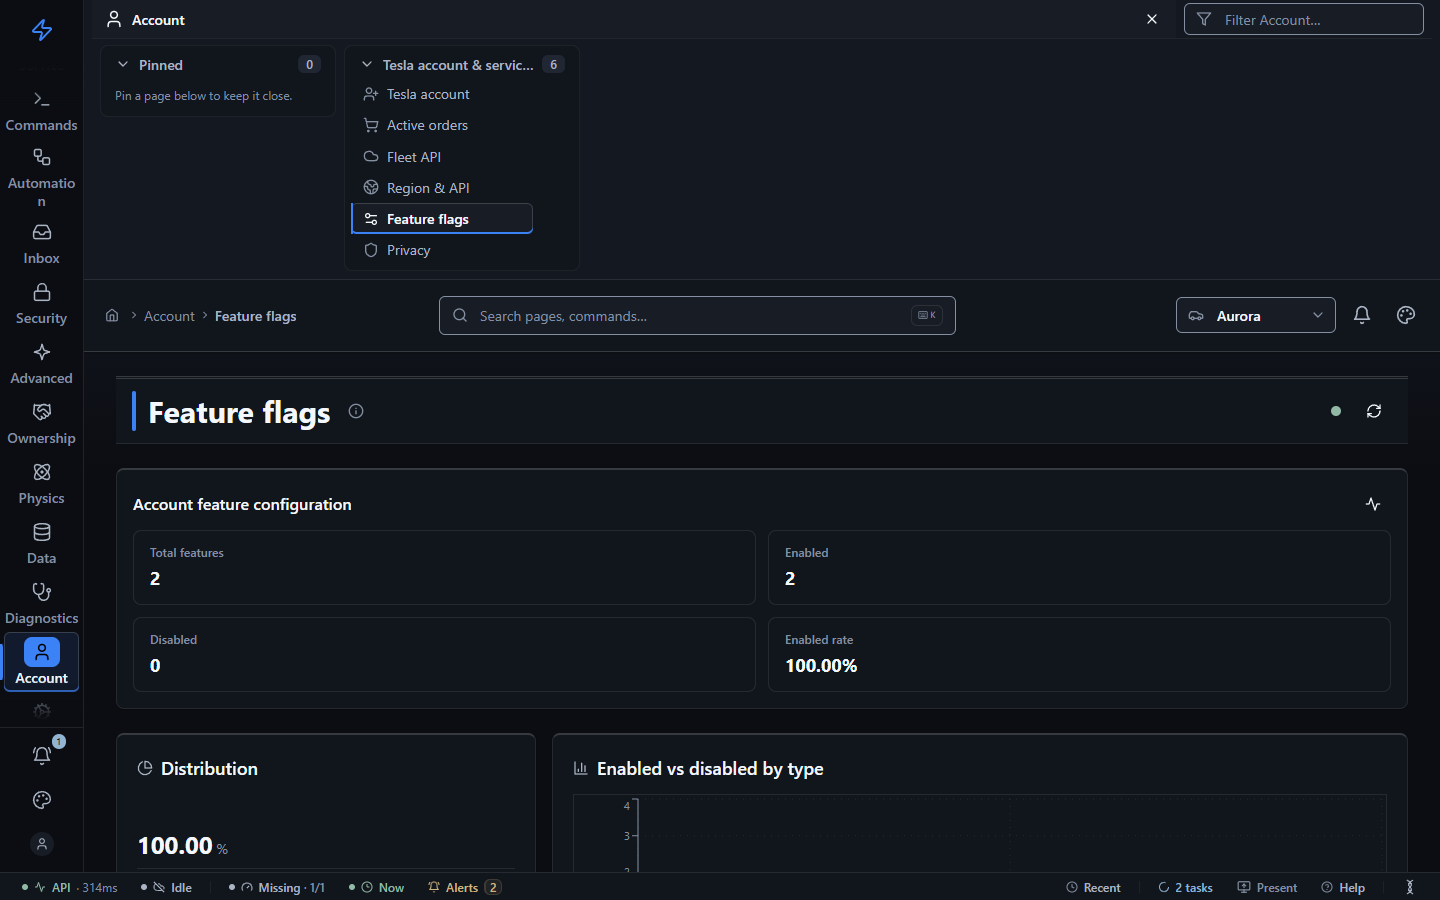 Account
Filter Account...
Pinned
0
Pin a page below to keep it close.
Tesla account & servic...
6
Tesla account
Active orders
Fleet API
Region & API
Feature flags
Privacy
Commands
Automatio
n
Inbox
Security
Advanced
Ownership
Physics
Data
Diagnostics
Account
1
Account
Feature flags
Search pages, commands...
K
Aurora
Feature flags
Account feature configuration
Total features
2
Enabled
2
Disabled
0
Enabled rate
100.00%
Distribution
100.00 %
Enabled vs disabled by type
4
3
2
API · 314ms
Idle
Missing · 1/1
Now
Alerts 2
Recent
2 tasks
Present
Help